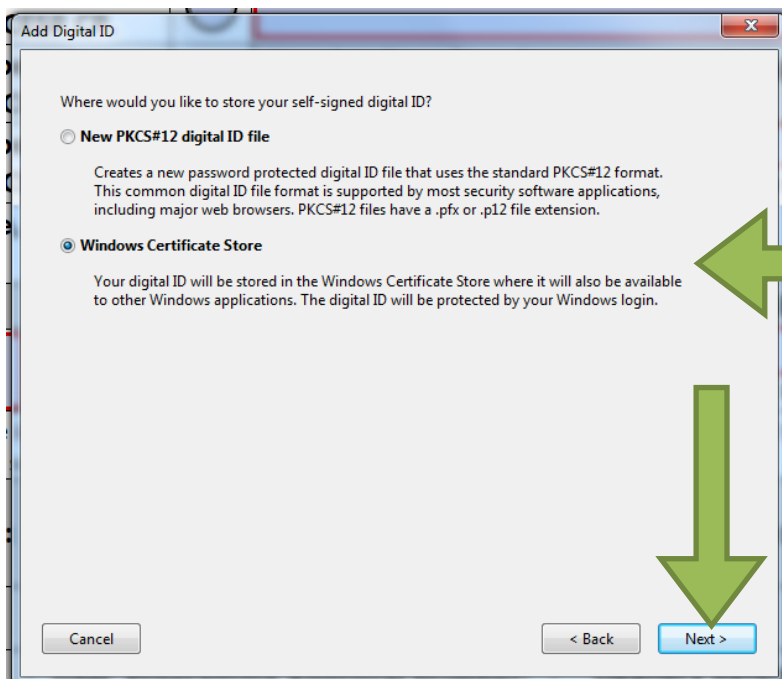 Add Digital ID
Where would you like to store your self-signed digital ID?
New PKCS#12 digital ID file
Creates a new password protected digital ID file that uses the standard PKCS#12 format.
This common digital ID file format is supported by most security software applications,
including major web browsers. PKCS#12 files have a .pfx or .p12 file extension.
Windows Certificate Store
Your digital ID will be stored in the Windows Certificate Store where it will also be available
to other Windows applications. The digital ID will be protected by your Windows login.
Cancel
< Back
Next >